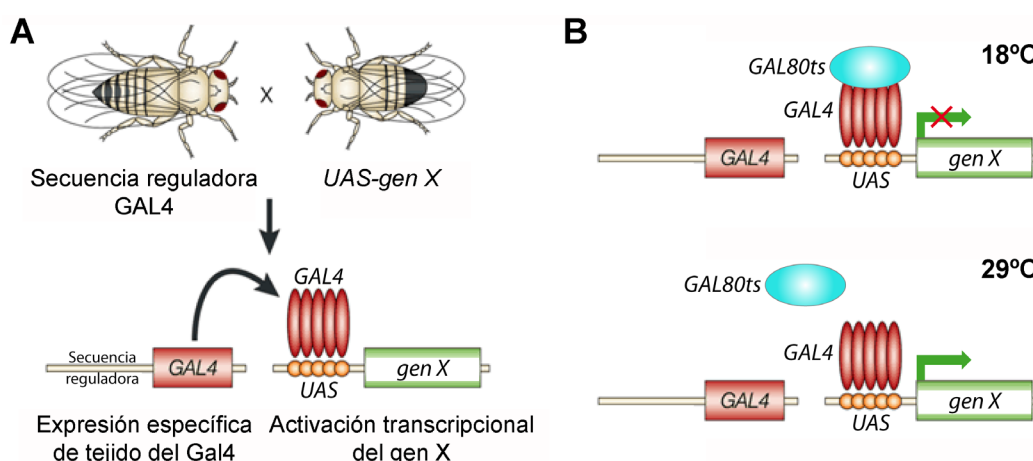 A
x
Secuencia reguladora
GAL4
UAS-gen X
GAL4
Secuencia
reguladora
GAL4
UAS
gen X
Expresión específica
de tejido del Gal4
Activación transcripcional
del gen X
B
18ºC
GAL80ts
GAL4
GAL4
UAS
gen X
29ºC
GAL80ts
GAL4
GAL4
UAS
gen X